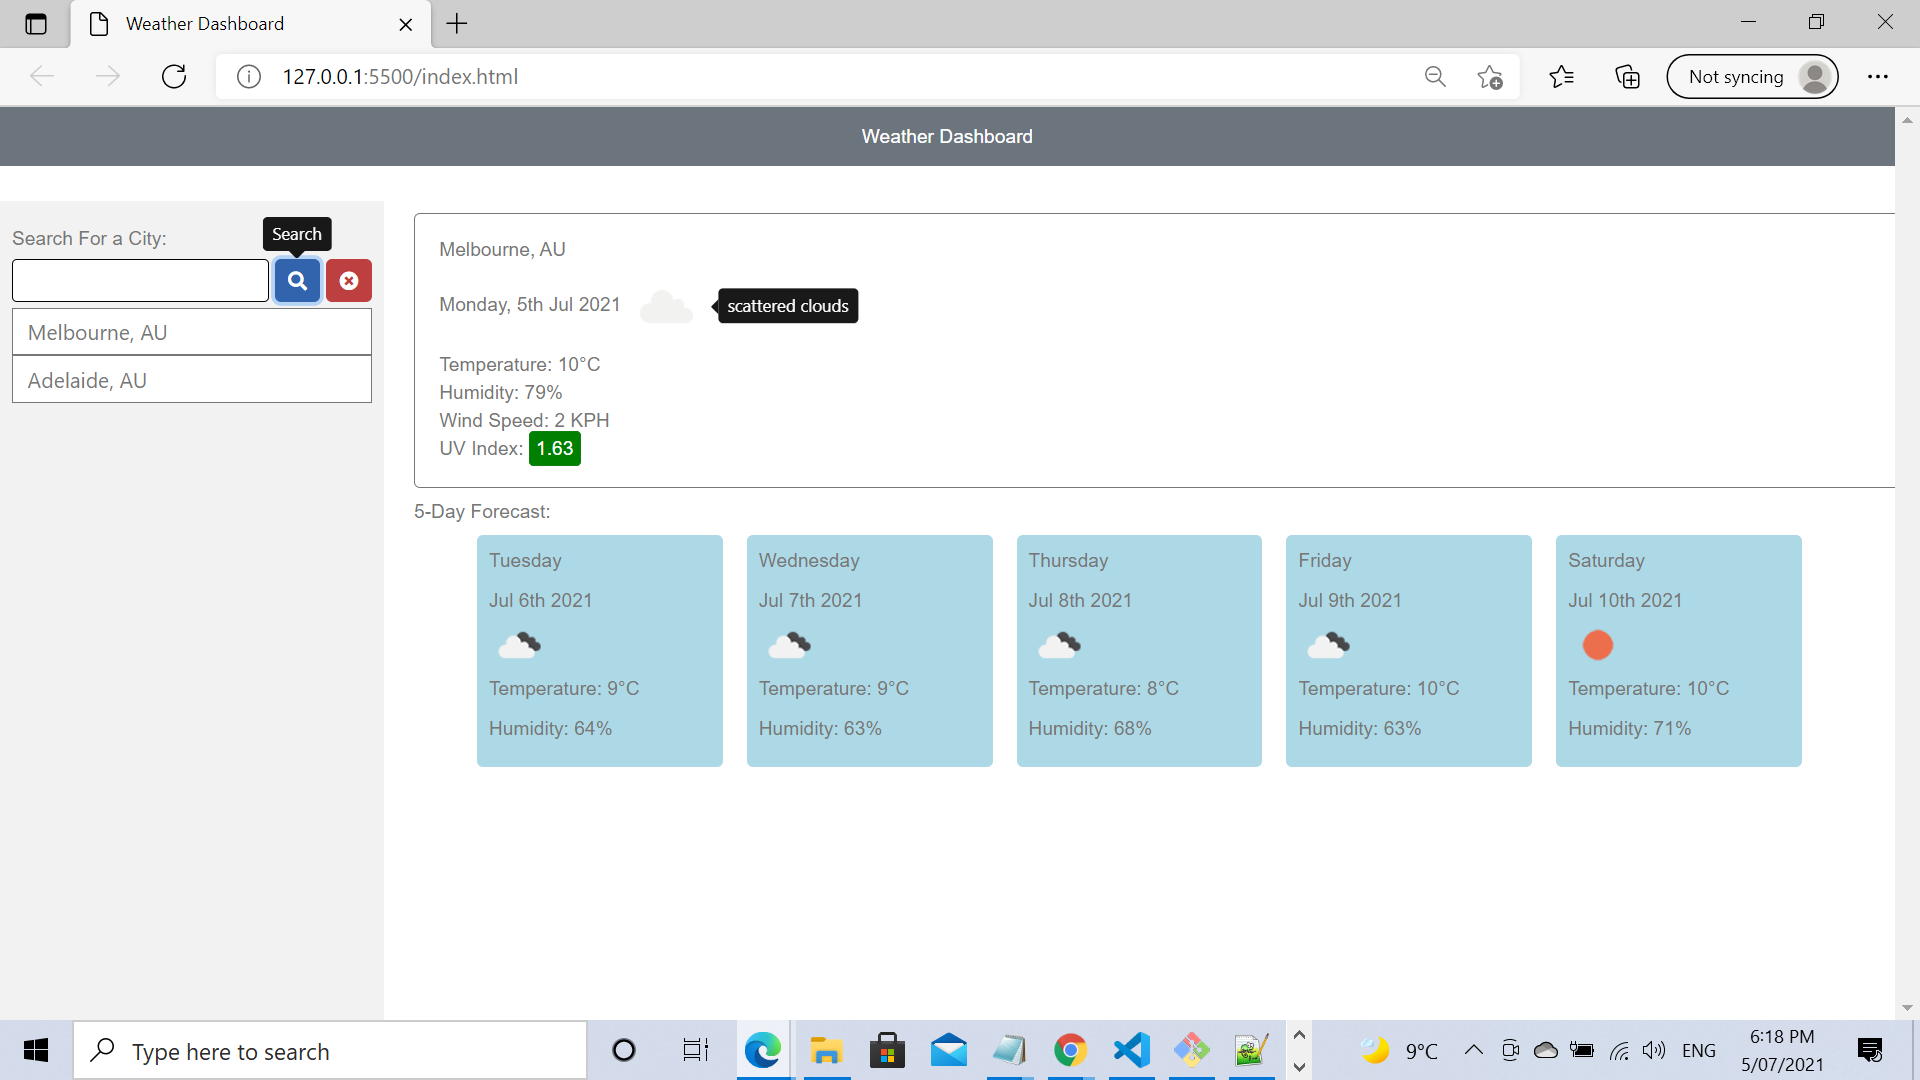 Weather Dashboard
127.0.0.1:5500/index.html
Not syncing
Weather Dashboard
Search For a City:
Search
Melbourne, AU
Adelaide, AU
Melbourne, AU
Monday, 5th Jul 2021
scattered clouds
Temperature: 10°C
Humidity: 79%
Wind Speed: 2 KPH
UV Index: 1.63
5-Day Forecast:
Tuesday
Jul 6th 2021
Temperature: 9°C
Humidity: 64%
Wednesday
Jul 7th 2021
Temperature: 9°C
Humidity: 63%
Thursday
Jul 8th 2021
Temperature: 8°C
Humidity: 68%
Friday
Jul 9th 2021
Temperature: 10°C
Humidity: 63%
Saturday
Jul 10th 2021
Temperature: 10°C
Humidity: 71%
Type here to search
9°C
ENG
6:18 PM
5/07/2021